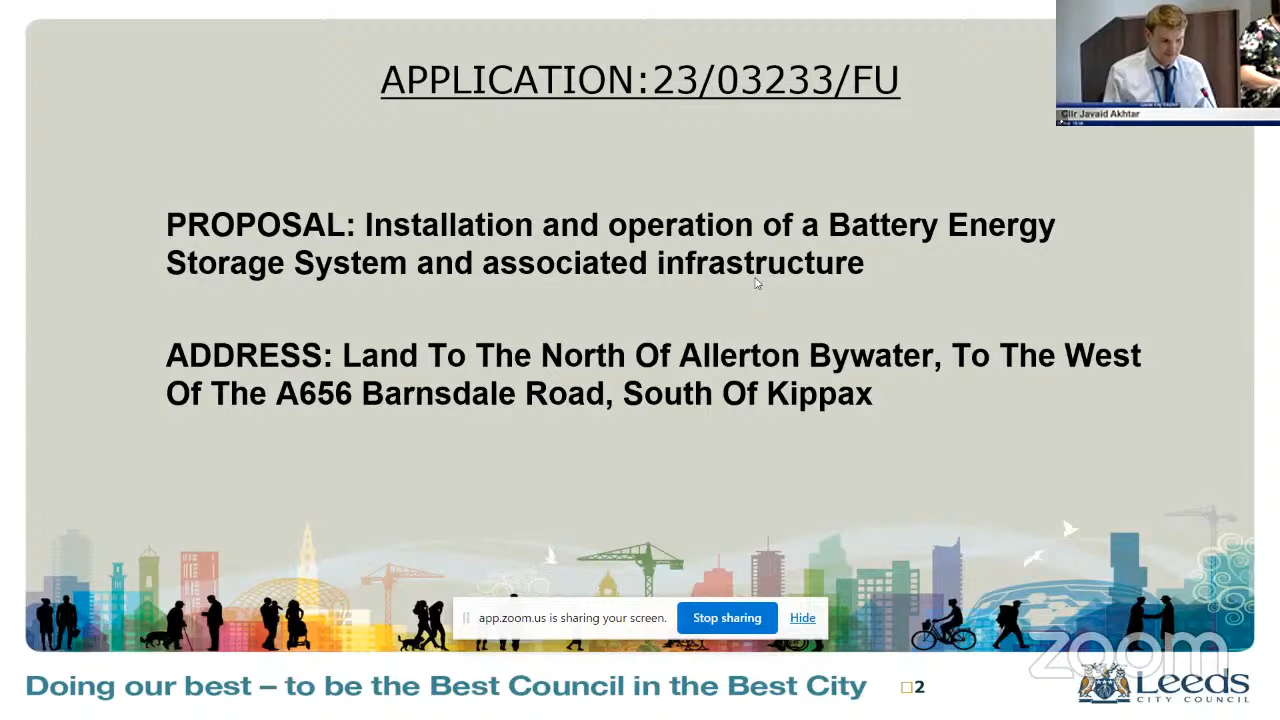 APPLICATION:23/03233/FU
Cllr Javaid Akhtar
PROPOSAL: Installation and operation of a Battery Energy
Storage System and associated infrastructure
ADDRESS: Land To The North Of Allerton Bywater, To The West
Of The A656 Barnsdale Road, South Of Kippax
app.zoom.us is sharing your screen.
Stop sharing
Hide
zoom
Doing our best – to be the Best Council in the Best City
2
Leeds
CITY COUNCIL